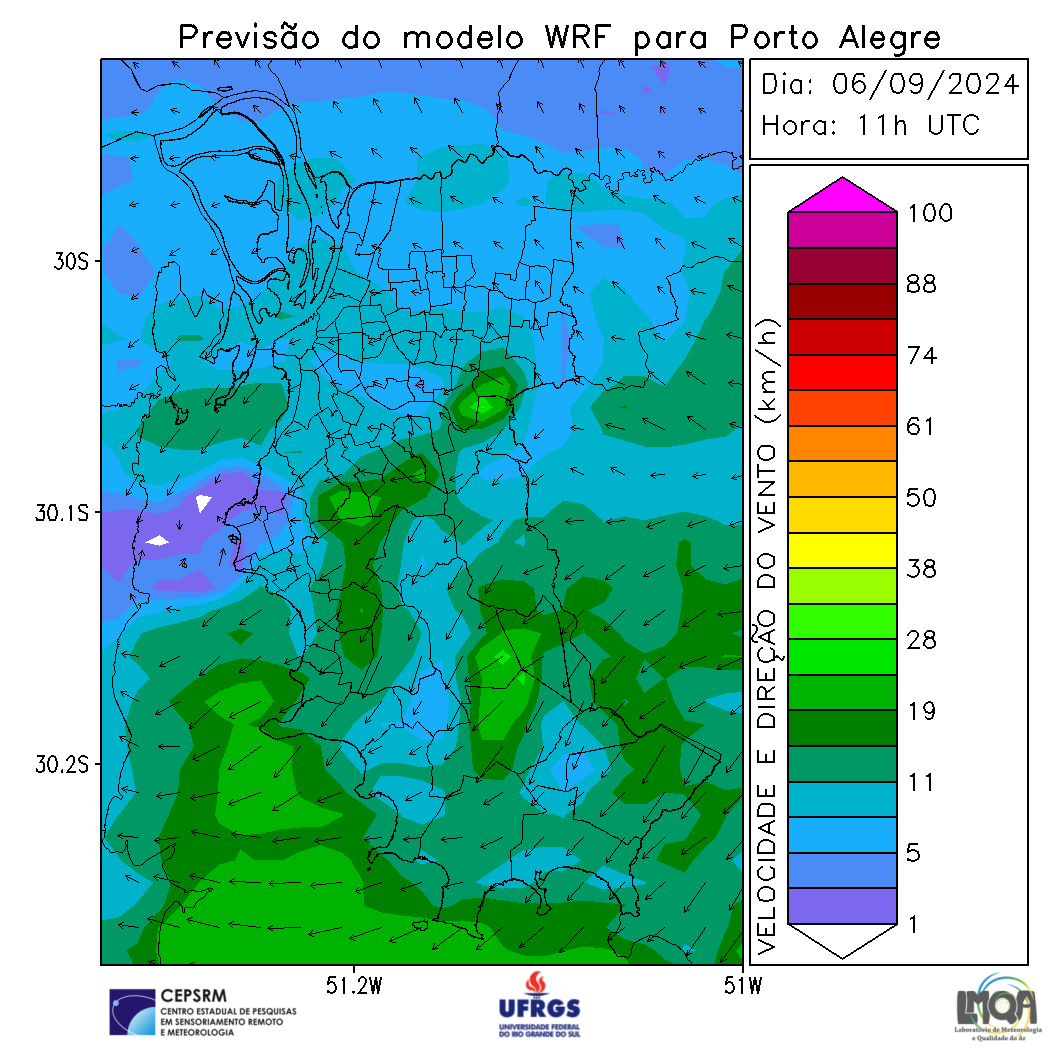 Previsão do modelo WRF para Porto Alegre
Dia: 06/09/2024
Hora: 11h UTC
30S
30.1S
30.2S
51.2W
51W
VELOCIDADE E DIREÇÃO DO VENTO (km/h)
100
88
74
61
50
38
28
19
11
5
1
CEPSRM
CENTRO ESTADUAL DE PESQUISAS
EM SENSORIAMENTO REMOTO
E METEOROLOGIA
UFRGS
UNIVERSIDADE FEDERAL
DO RIO GRANDE DO SUL
LMQA
Laboratório de Meteorologia
e Qualidade do Ar